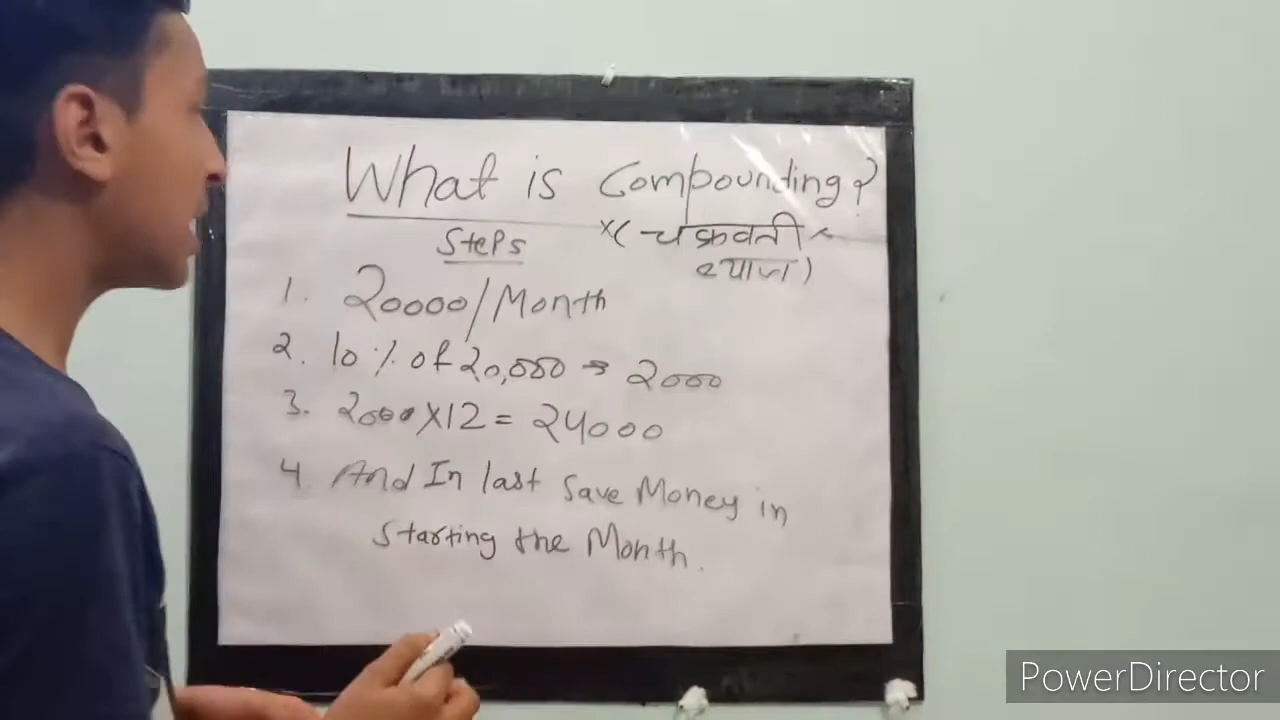 What is Compounding?
Steps
×( चक्रवती
ब्याज)
1. 20000/Month
2. 10% of 20,000 → 2000
3. 2000×12 = 24000
4. And In last Save Money in
starting the Month.
PowerDirector